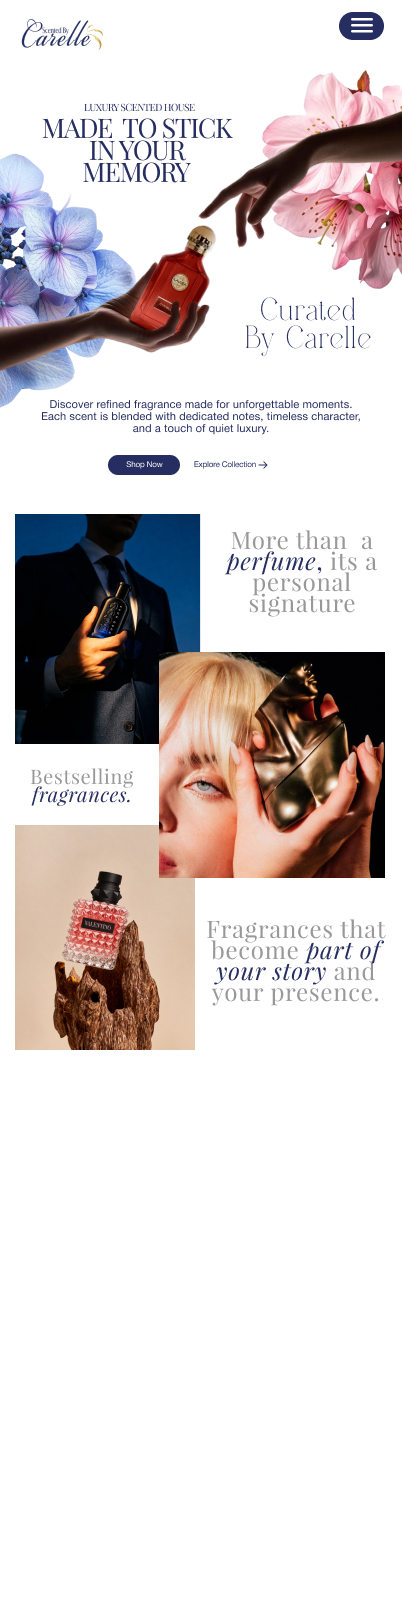 Scented By
Carelle
LUXURY SCENTED HOUSE
MADE TO STICK
IN YOUR
MEMORY
Curated
By Carelle
Discover refined fragrance made for unforgettable moments.
Each scent is blended with dedicated notes, timeless character,
and a touch of quiet luxury.
Shop Now
Explore Collection
More than a
perfume, its a
personal
signature
Bestselling
fragrances.
VALENTINO
Fragrances that
become part of
your story and
your presence.